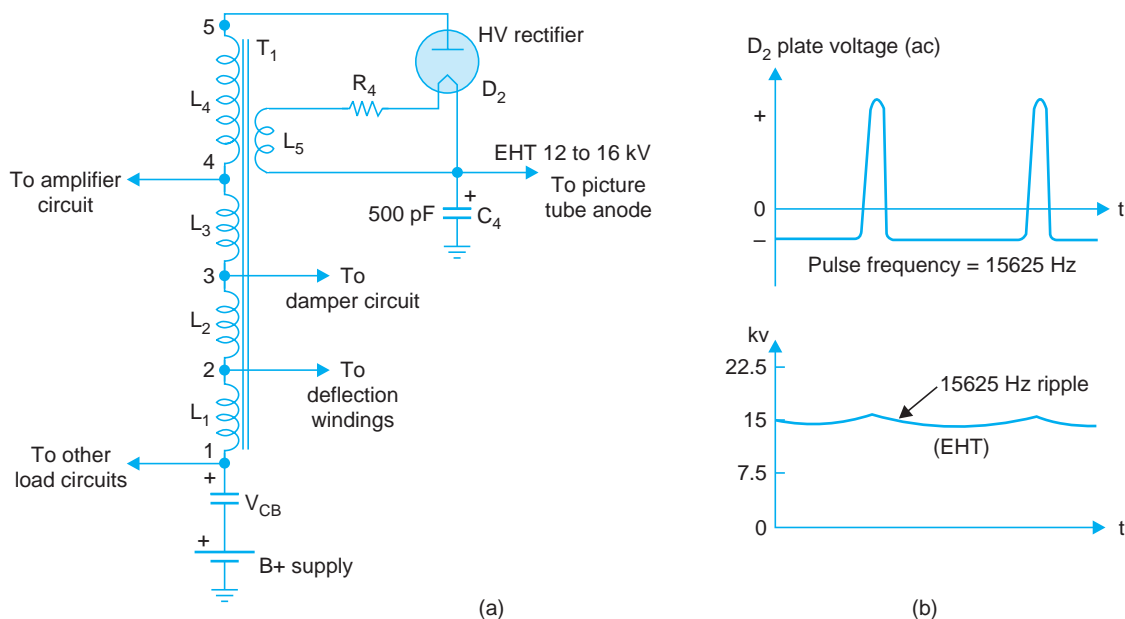 5
T1
HV rectifier
D2
R4
L4
L5
4
EHT 12 to 16 kV
To picture
tube anode
To amplifier
circuit
+
500 pF
C4
L3
3
To
damper circuit
L2
2
To
deflection
windings
L1
1
To other
load circuits
+
VCB
+
B+ supply
(a)
D2 plate voltage (ac)
+
0
t
–
Pulse frequency = 15625 Hz
kv
22.5
15625 Hz ripple
15
(EHT)
7.5
0
t
(b)